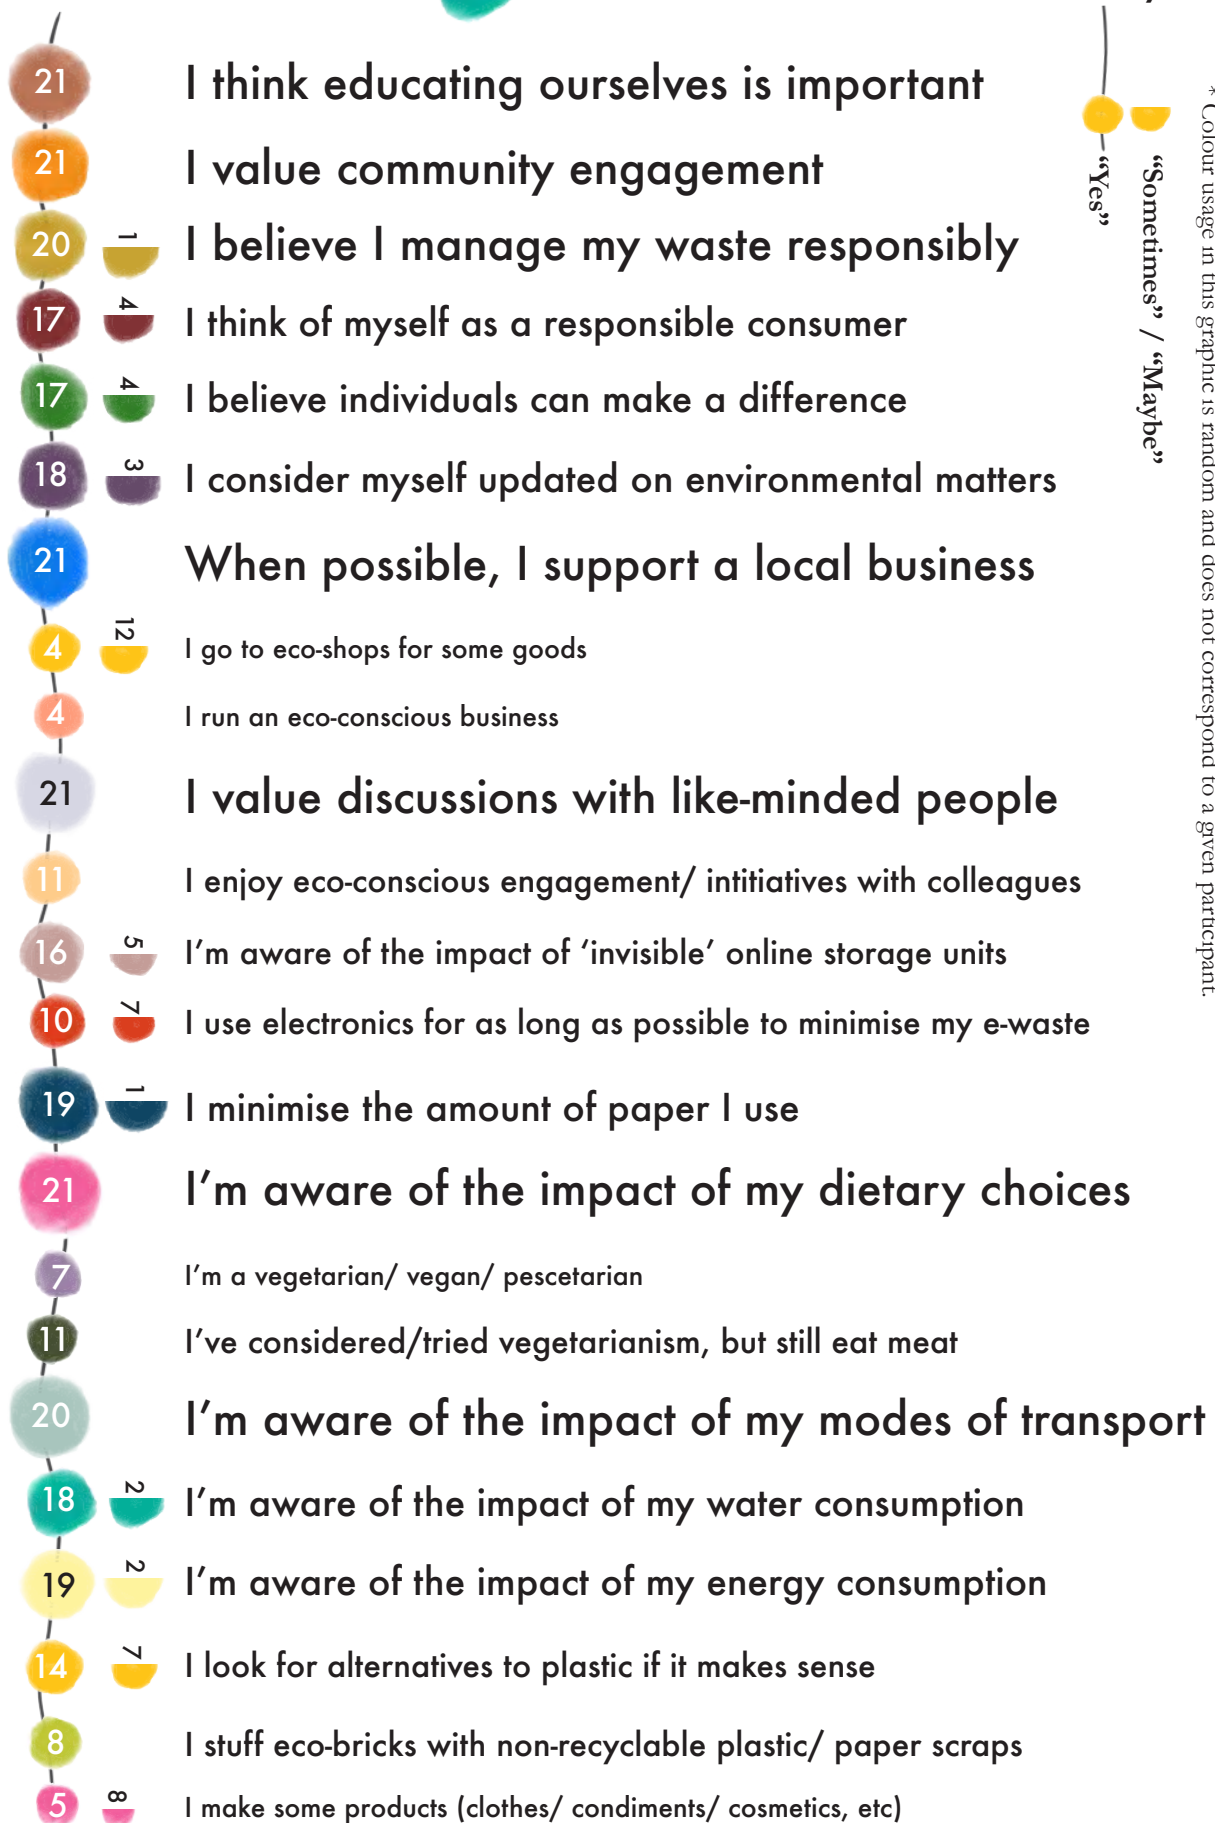 21 I think educating ourselves is important
21 I value community engagement
20 1 I believe I manage my waste responsibly
17 4 I think of myself as a responsible consumer
17 4 I believe individuals can make a difference
18 3 I consider myself updated on environmental matters
21 When possible, I support a local business
4 12 I go to eco-shops for some goods
4 I run an eco-conscious business
21 I value discussions with like-minded people
11 I enjoy eco-conscious engagement/ intitiatives with colleagues
16 5 I'm aware of the impact of ‘invisible’ online storage units
10 7 I use electronics for as long as possible to minimise my e-waste
19 1 I minimise the amount of paper I use
21 I'm aware of the impact of my dietary choices
7 I'm a vegetarian/ vegan/ pescetarian
11 I've considered/tried vegetarianism, but still eat meat
20 I'm aware of the impact of my modes of transport
18 2 I'm aware of the impact of my water consumption
19 2 I'm aware of the impact of my energy consumption
14 7 I look for alternatives to plastic if it makes sense
8 I stuff eco-bricks with non-recyclable plastic/ paper scraps
5 8 I make some products (clothes/ condiments/ cosmetics, etc)
“Yes”
“Sometimes” / “Maybe”
* Colour usage in this graphic is random and does not correspond to a given participant.